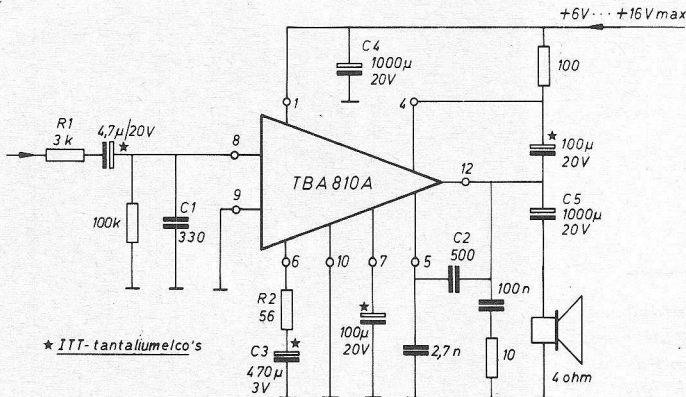 +6V···+16V max
C4
1000µ
20V
100
1
4
R1
3k
4,7µ/20V
★
8
★
100µ
20V
TBA 810A
12
9
C5
1000µ
20V
100k
C1
330
6
10
7
5
C2
500
R2
56
★
100n
★ ITT-tantaliumelco's
C3
470µ
3V
★
100µ
20V
2,7n
10
4 ohm